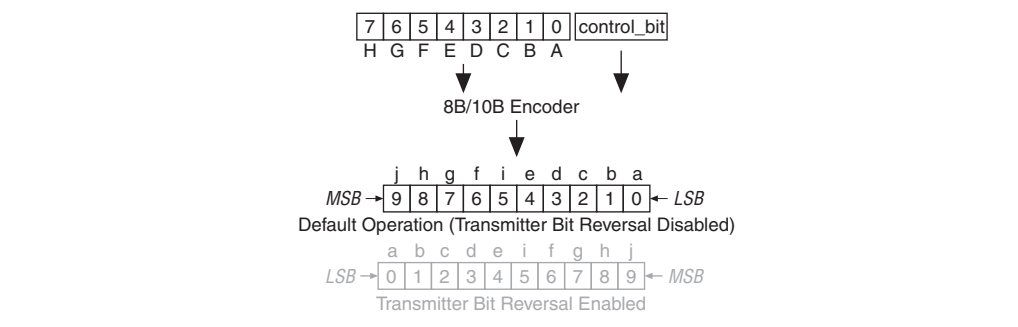 7 6 5 4 3 2 1 0 control_bit
H G F E D C B A
8B/10B Encoder
j h g f i e d c b a
MSB 9 8 7 6 5 4 3 2 1 0 LSB
Default Operation (Transmitter Bit Reversal Disabled)
a b c d e i f g h j
LSB 0 1 2 3 4 5 6 7 8 9 MSB
Transmitter Bit Reversal Enabled